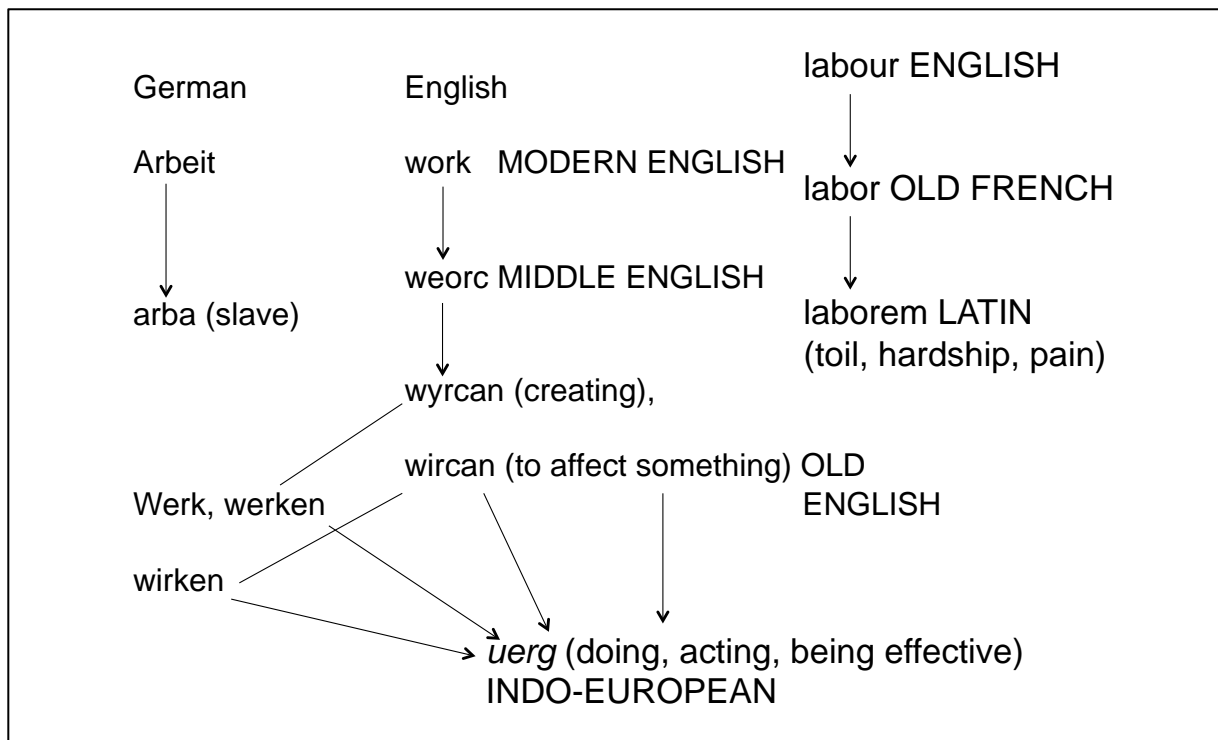 German
Arbeit
arba (slave)
Werk, werken
wirken
English
work MODERN ENGLISH
weorc MIDDLE ENGLISH
wyrcan (creating),
wircan (to affect something) OLD
ENGLISH
uerg (doing, acting, being effective)
INDO-EUROPEAN
labour ENGLISH
labor OLD FRENCH
laborem LATIN
(toil, hardship, pain)